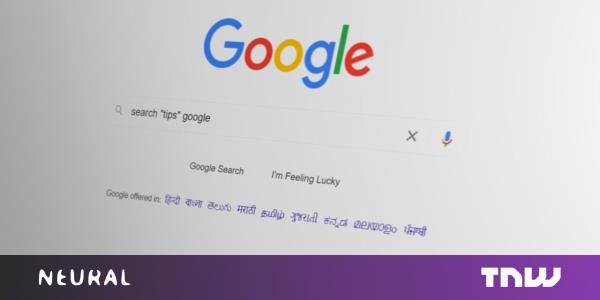 Google
search "tips" google
Google Search I'm Feeling Lucky
Google offered in: हिन्दी বাংলা తెలుగు मराठी தமிழ் ગુજરાતી ಕನ್ನಡ മലയാളം ਪੰਜਾਬੀ
NEURAL TNW